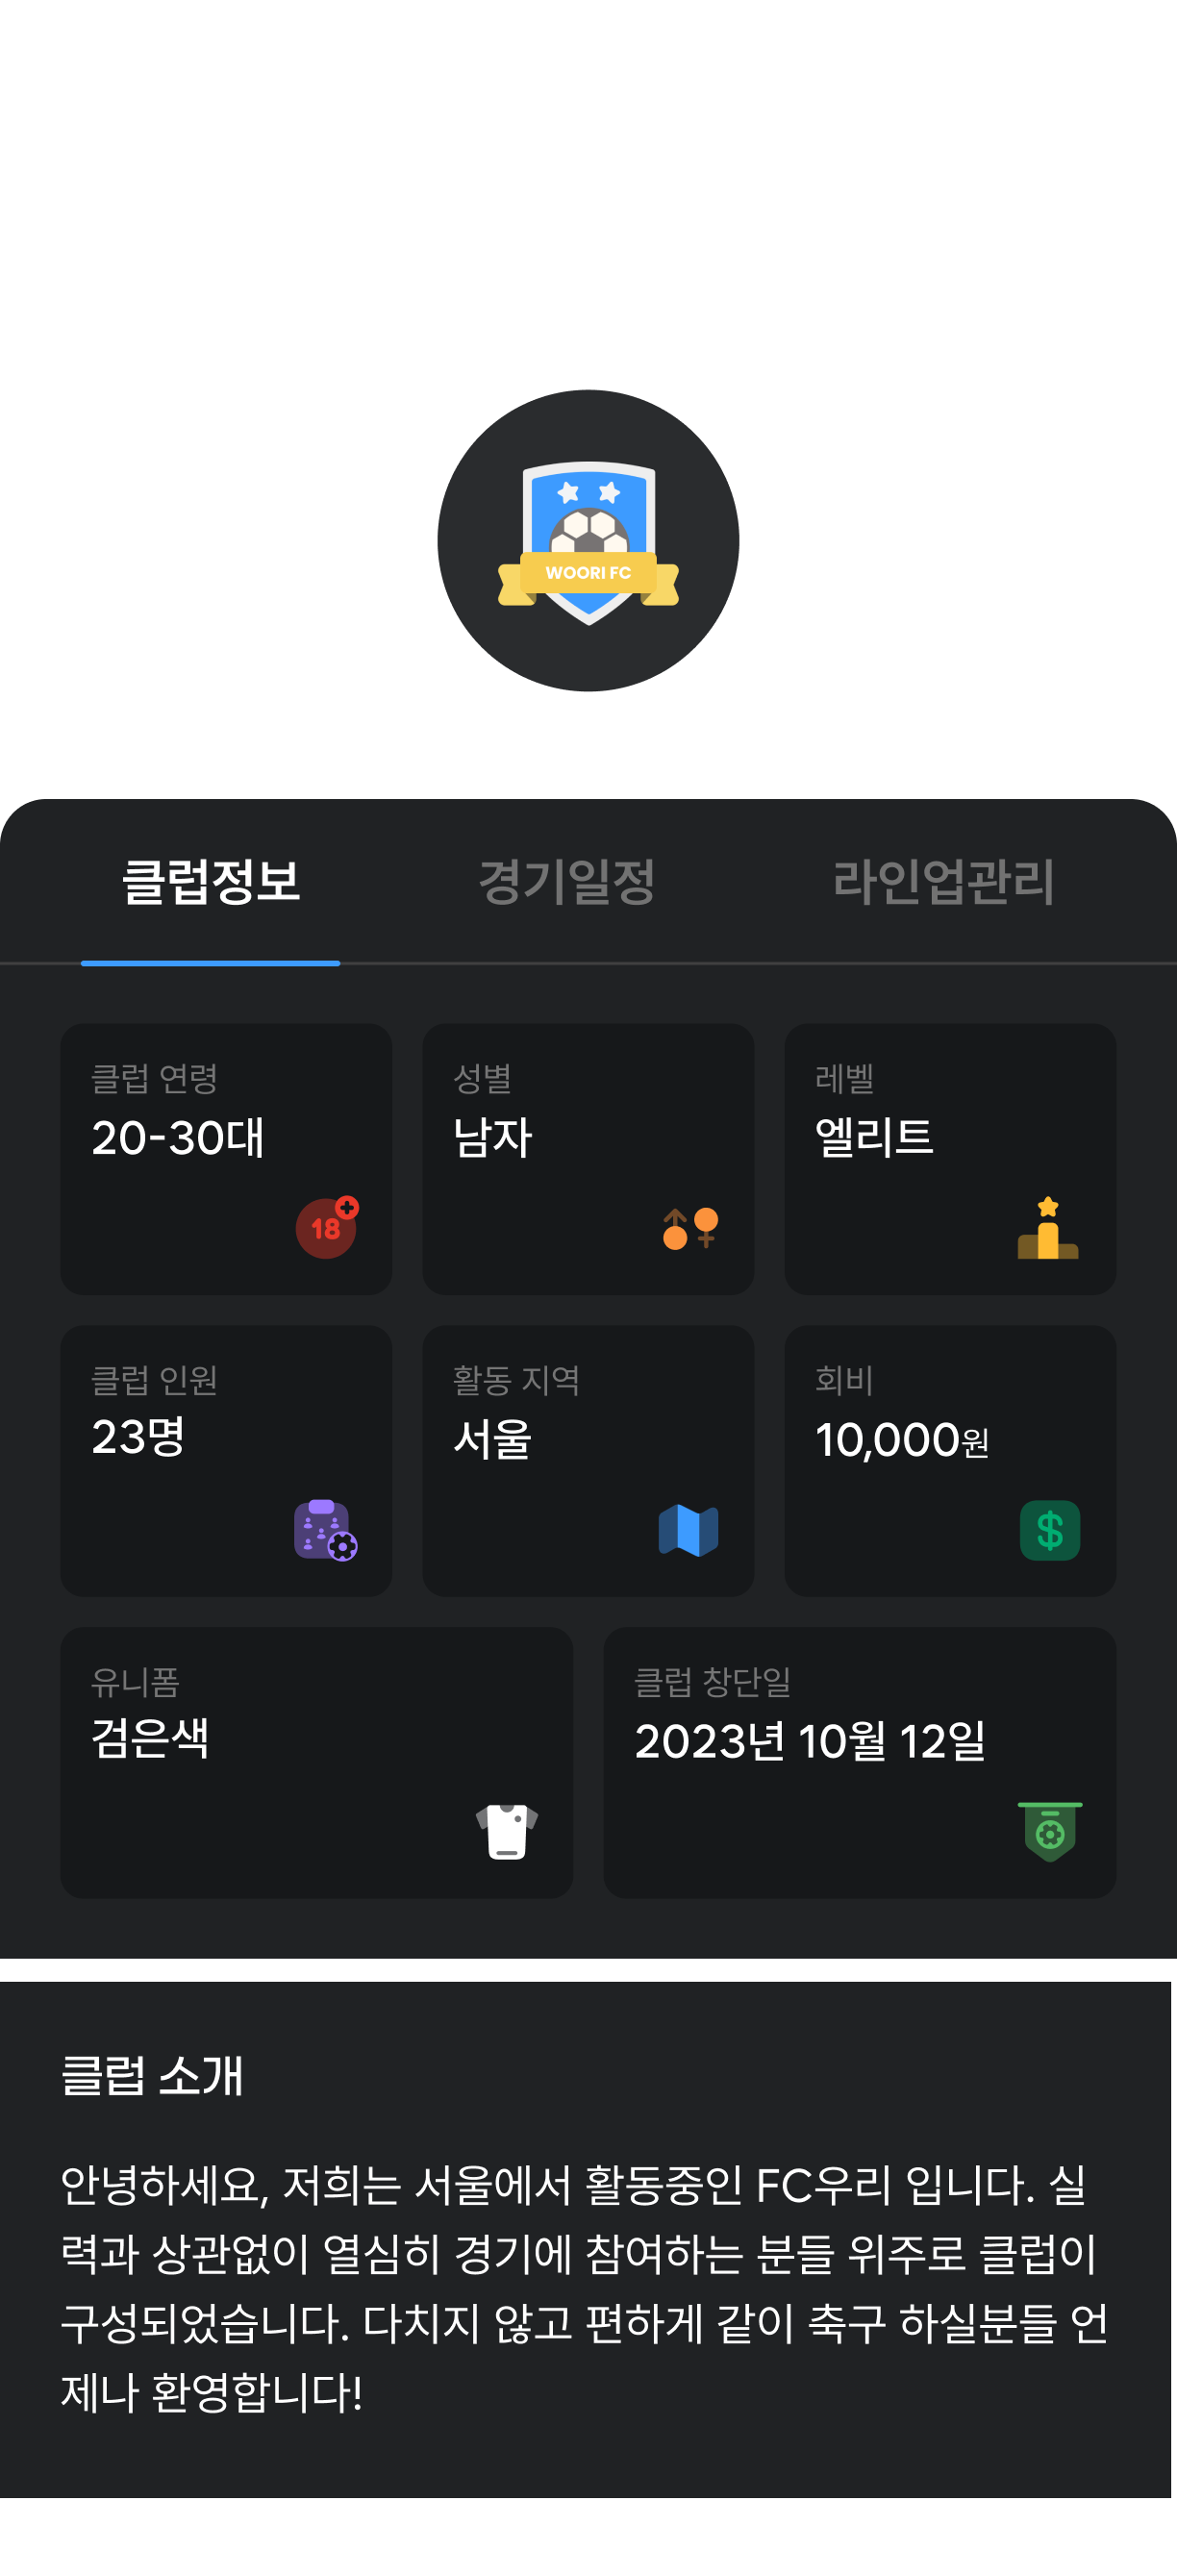 WOORI FC
클럽정보 경기일정 라인업관리
클럽 연령 성별 레벨
20-30대 남자 엘리트
18
클럽 인원 활동 지역 회비
23명 서울 10,000원
$
유니폼 클럽 창단일
검은색 2023년 10월 12일
클럽 소개
안녕하세요, 저희는 서울에서 활동중인 FC우리 입니다. 실
력과 상관없이 열심히 경기에 참여하는 분들 위주로 클럽이
구성되었습니다. 다치지 않고 편하게 같이 축구 하실분들 언
제나 환영합니다!